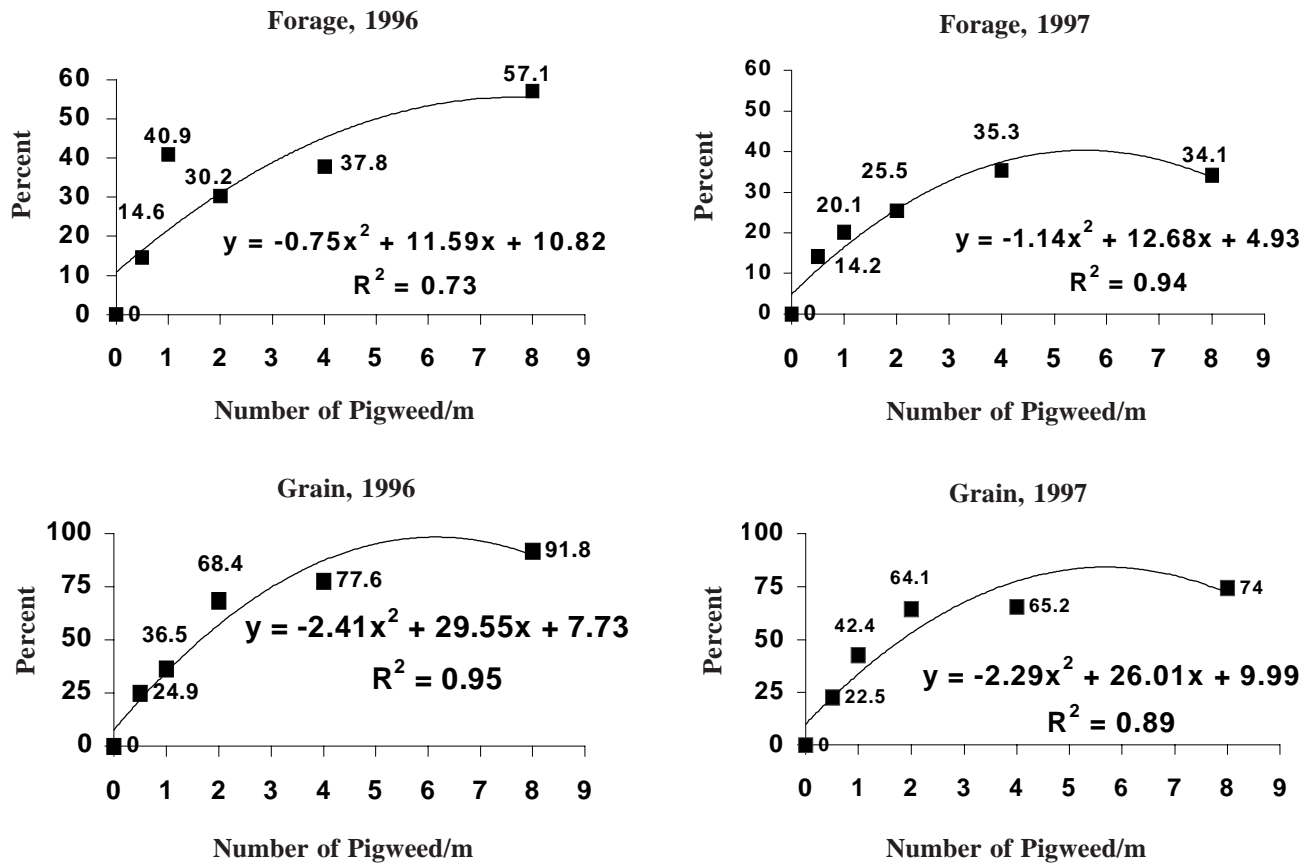 Forage, 1996
60
50
40
30
20
10
0
Percent
0
14.6
40.9
30.2
37.8
57.1
y = -0.75x² + 11.59x + 10.82
R² = 0.73
0 1 2 3 4 5 6 7 8 9
Number of Pigweed/m
Forage, 1997
60
50
40
30
20
10
0
Percent
0
14.2
20.1
25.5
35.3
34.1
y = -1.14x² + 12.68x + 4.93
R² = 0.94
0 1 2 3 4 5 6 7 8 9
Number of Pigweed/m
Grain, 1996
100
75
50
25
0
Percent
0
24.9
36.5
68.4
77.6
91.8
y = -2.41x² + 29.55x + 7.73
R² = 0.95
0 1 2 3 4 5 6 7 8 9
Number of Pigweed/m
Grain, 1997
100
75
50
25
0
Percent
0
22.5
42.4
64.1
65.2
74
y = -2.29x² + 26.01x + 9.99
R² = 0.89
0 1 2 3 4 5 6 7 8 9
Number of Pigweed/m